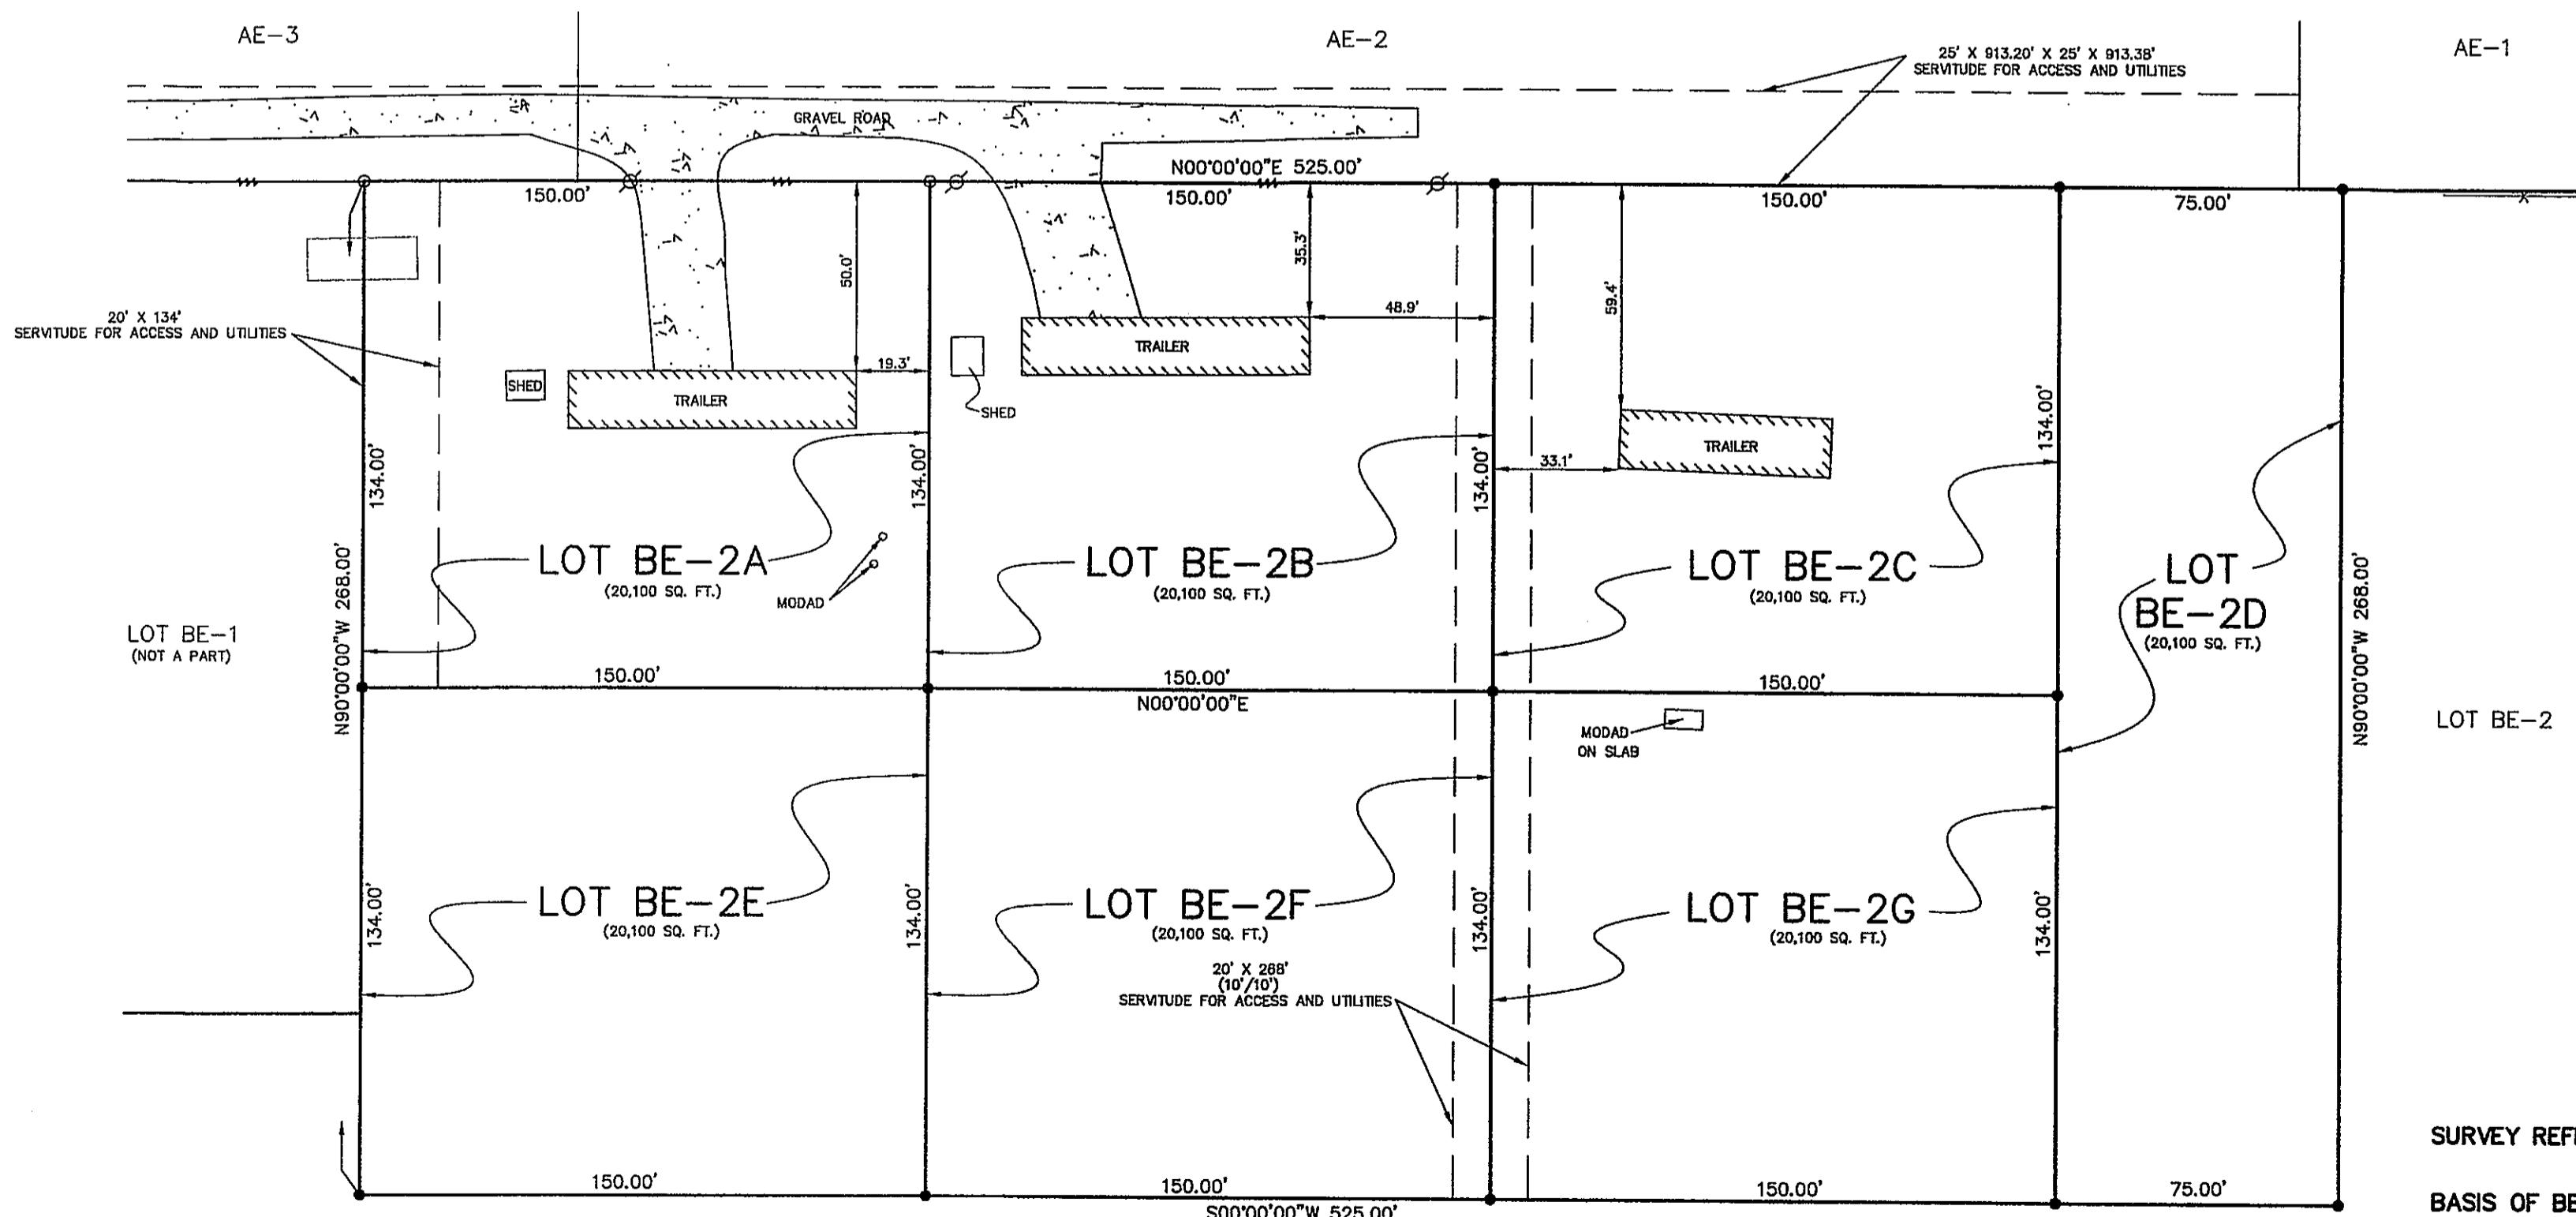 AE-3
AE-2
AE-1
25' X 913.20' X 25' X 913.38'
SERVITUDE FOR ACCESS AND UTILITIES
GRAVEL ROAD
N00°00'00"E 525.00'
150.00'
150.00'
150.00'
75.00'
50.0'
35.3'
59.4'
48.9'
19.3'
33.1'
20' X 134'
SERVITUDE FOR ACCESS AND UTILITIES
SHED
TRAILER
TRAILER
SHED
TRAILER
134.00'
134.00'
134.00'
134.00'
N90°00'00"W 268.00'
LOT BE-2A
(20,100 SQ. FT.)
MODAD
LOT BE-2B
(20,100 SQ. FT.)
LOT BE-2C
(20,100 SQ. FT.)
LOT
BE-2D
(20,100 SQ. FT.)
N90°00'00"W 268.00'
LOT BE-1
(NOT A PART)
LOT BE-2
150.00'
150.00'
150.00'
N00°00'00"E
MODAD
ON SLAB
134.00'
134.00'
134.00'
134.00'
LOT BE-2E
(20,100 SQ. FT.)
LOT BE-2F
(20,100 SQ. FT.)
LOT BE-2G
(20,100 SQ. FT.)
20' X 268'
(10'/10')
SERVITUDE FOR ACCESS AND UTILITIES
150.00'
150.00'
150.00'
75.00'
S00°00'00"W 525.00'
SURVEY REF
BASIS OF BE